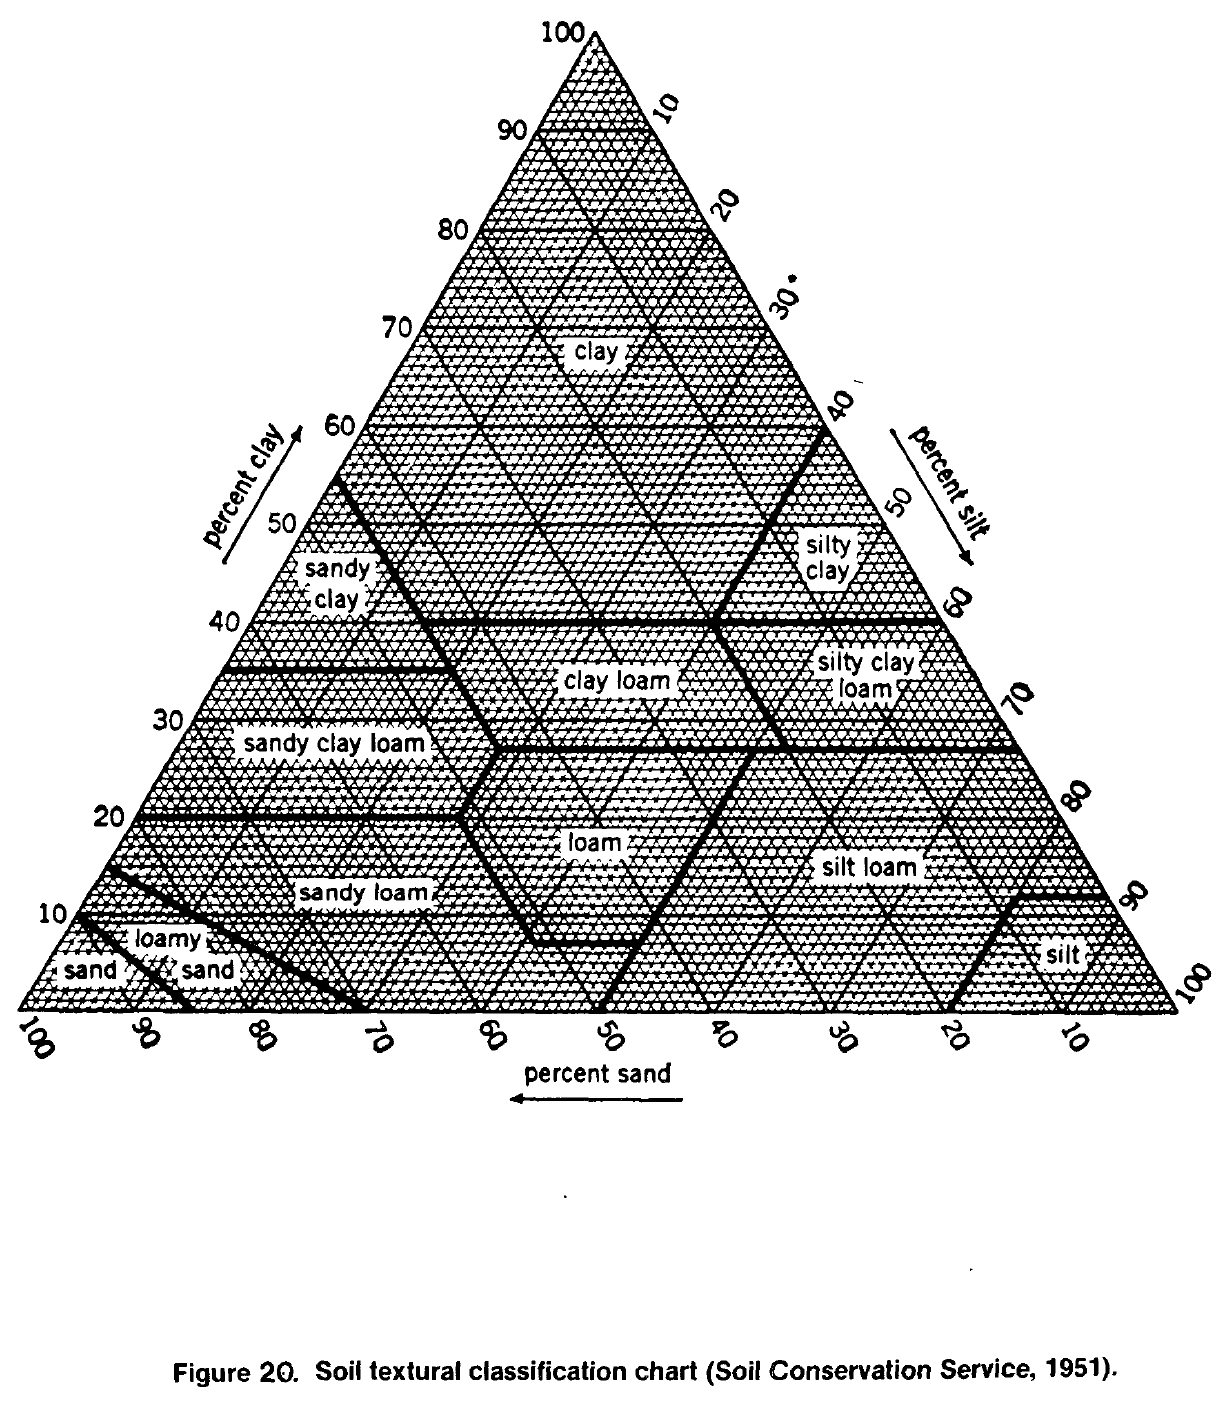 100
10
90
20
80
30
70
clay
40
60
percent clay
percent silt
50
50
silty
clay
sandy
clay
60
40
silty clay
loam
clay loam
70
30
sandy clay loam
80
20
loam
silt loam
sandy loam
90
10
loamy
sand
sand
silt
100
100
90
80
70
60
50
40
30
20
10
percent sand
Figure 20. Soil textural classification chart (Soil Conservation Service, 1951).